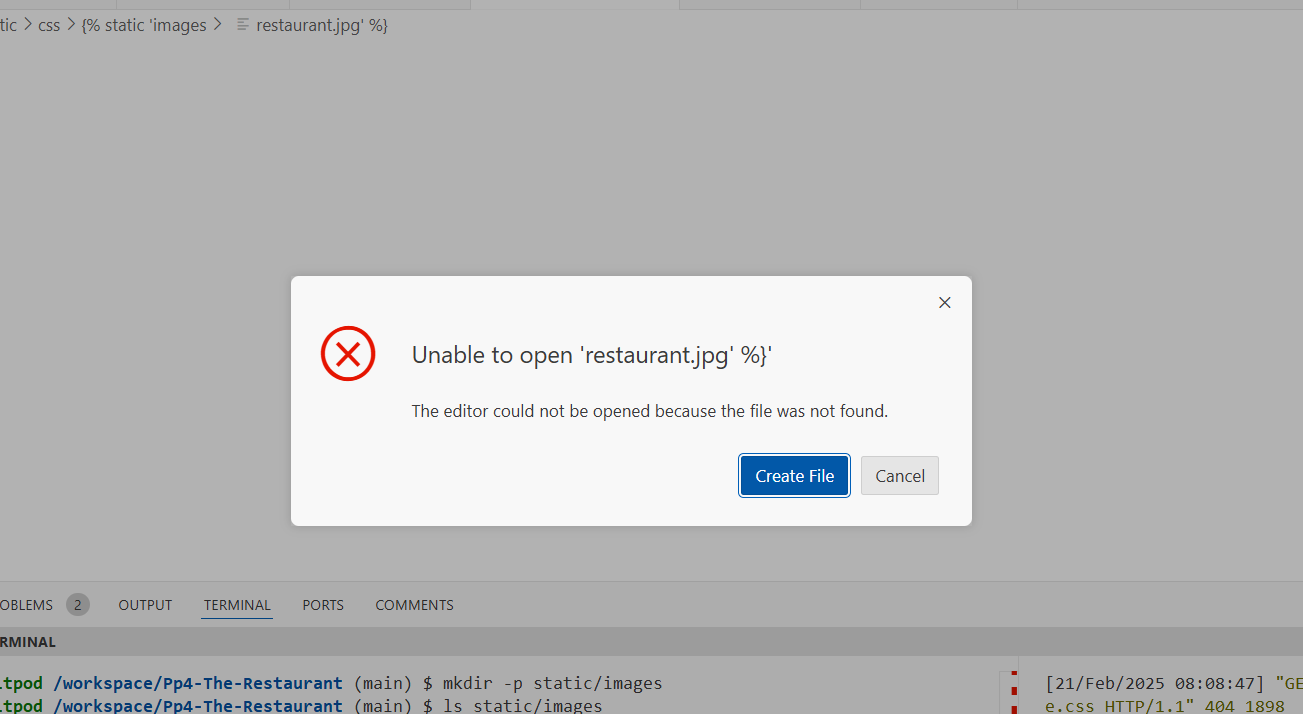 tic > css > {% static 'images > restaurant.jpg' %}
Unable to open 'restaurant.jpg' %}'
The editor could not be opened because the file was not found.
Create File
Cancel
OBLEMS 2 OUTPUT TERMINAL PORTS COMMENTS
RMINAL
tpod /workspace/Pp4-The-Restaurant (main) $ mkdir -p static/images
tpod /workspace/Pp4-The-Restaurant (main) $ ls static/images
[21/Feb/2025 08:08:47] "GE
e.css HTTP/1.1" 404 1898